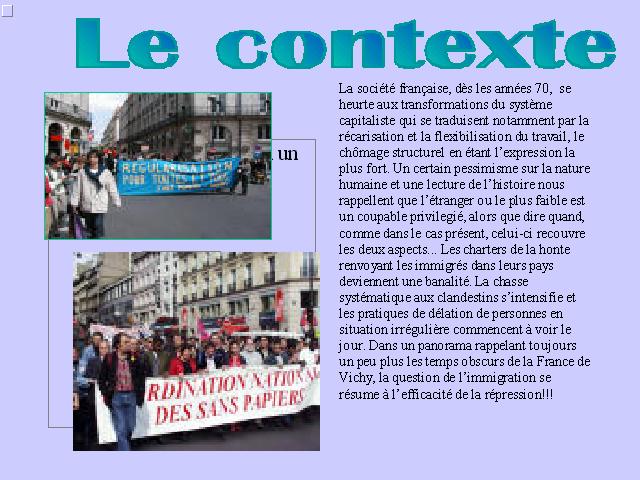 Le contexte
La société française, dès les années 70,  se
heurte aux transformations du système
capitaliste qui se traduisent notamment par la
récarisation et la flexibilisation du travail, le
chômage structurel en étant l’expression la
plus fort. Un certain pessimisme sur la nature
humaine et une lecture de l’histoire nous
rappellent que l’étranger ou le plus faible est
un coupable privilegié, alors que dire quand,
comme dans le cas présent, celui-ci recouvre
les deux aspects... Les charters de la honte
renvoyant les immigrés dans leurs pays
deviennent une banalité. La chasse
systématique aux clandestins s’intensifie et
les pratiques de délation de personnes en
situation irrégulière commencent à voir le
jour. Dans un panorama rappelant toujours
un peu plus les temps obscurs de la France de
Vichy, la question de l’immigration se
résume à l’efficacité de la répression!!!
un
REGULARISATION
POUR TOUTES ET
RDINATION NATION
DES SANS PAPIERS